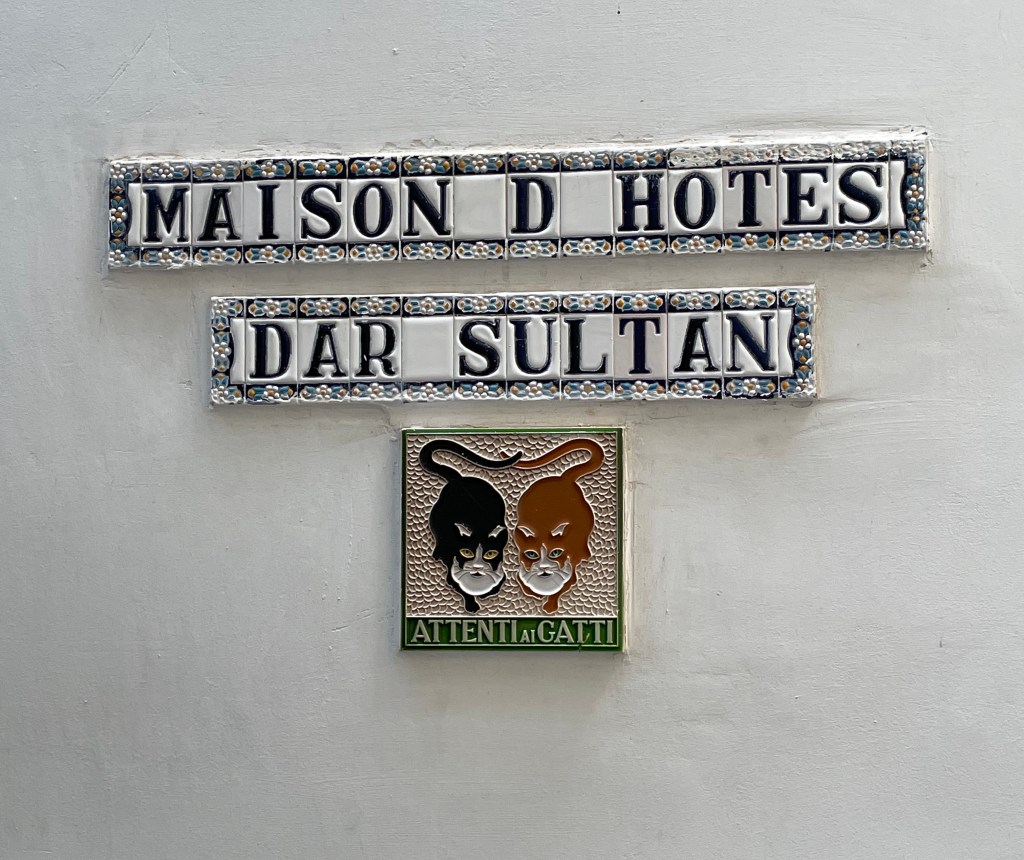 MAISON D HOTES
DAR SULTAN
ATTENTI AI GATTI